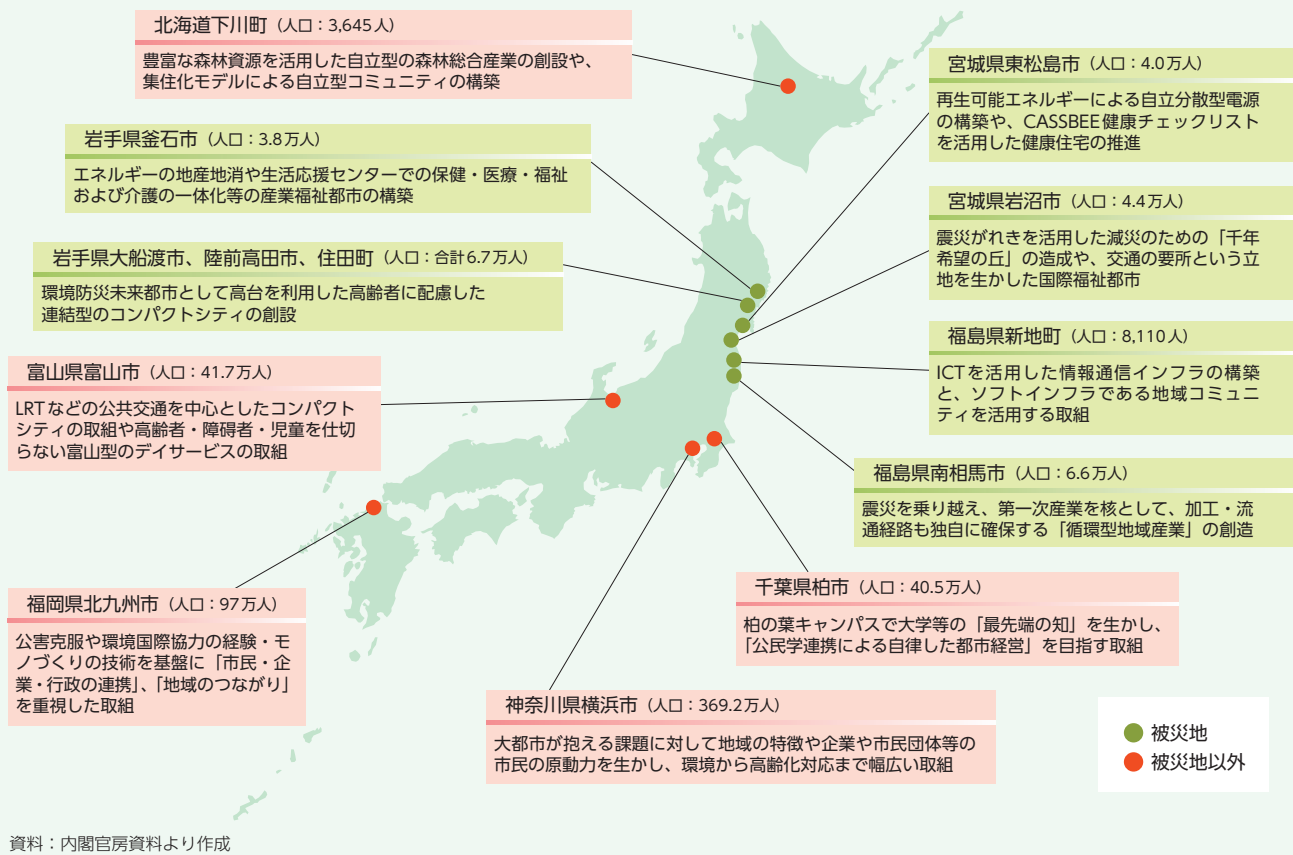 北海道下川町（人口：3,645人）
豊富な森林資源を活用した自立型の森林総合産業の創設や、
集住化モデルによる自立型コミュニティの構築
岩手県釜石市（人口：3.8万人）
エネルギーの地産地消や生活応援センターでの保健・医療・福祉
および介護の一体化等の産業福祉都市の構築
岩手県大船渡市、陸前高田市、住田町（人口：合計6.7万人）
環境防災未来都市として高台を利用した高齢者に配慮した
連結型のコンパクトシティの創設
富山県富山市（人口：41.7万人）
LRTなどの公共交通を中心としたコンパクト
シティの取組や高齢者・障碍者・児童を仕切
らない富山型のデイサービスの取組
福岡県北九州市（人口：97万人）
公害克服や環境国際協力の経験・モ
ノづくりの技術を基盤に「市民・企
業・行政の連携」、「地域のつながり」
を重視した取組
宮城県東松島市（人口：4.0万人）
再生可能エネルギーによる自立分散型電源
の構築や、CASSBEE健康チェックリスト
を活用した健康住宅の推進
宮城県岩沼市（人口：4.4万人）
震災がれきを活用した減災のための「千年
希望の丘」の造成や、交通の要所という立
地を生かした国際福祉都市
福島県新地町（人口：8,110人）
ICTを活用した情報通信インフラの構築
と、ソフトインフラである地域コミュニ
ティを活用する取組
福島県南相馬市（人口：6.6万人）
震災を乗り越え、第一次産業を核として、加工・流
通経路も独自に確保する「循環型地域産業」の創造
千葉県柏市（人口：40.5万人）
柏の葉キャンパスで大学等の「最先端の知」を生かし、
「公民学連携による自律した都市経営」を目指す取組
神奈川県横浜市（人口：369.2万人）
大都市が抱える課題に対して地域の特徴や企業や市民団体等の
市民の原動力を生かし、環境から高齢化対応まで幅広い取組
被災地
被災地以外
資料：内閣官房資料より作成